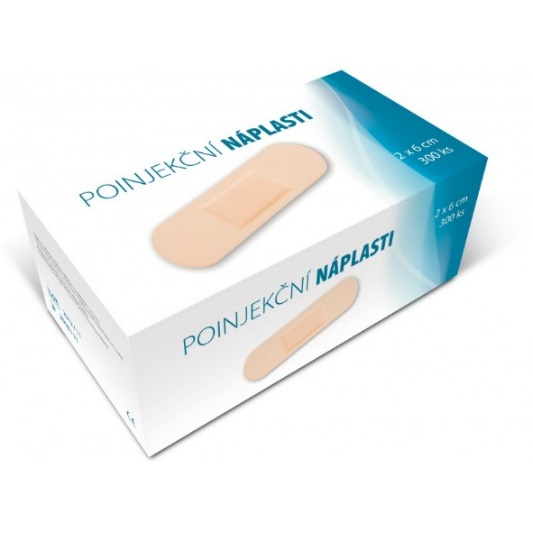 POINJEKČNÍ NÁPLASTI
2 x 6 cm
300 ks
POINJEKČNÍ NÁPLASTI
2 x 6 cm
300 ks